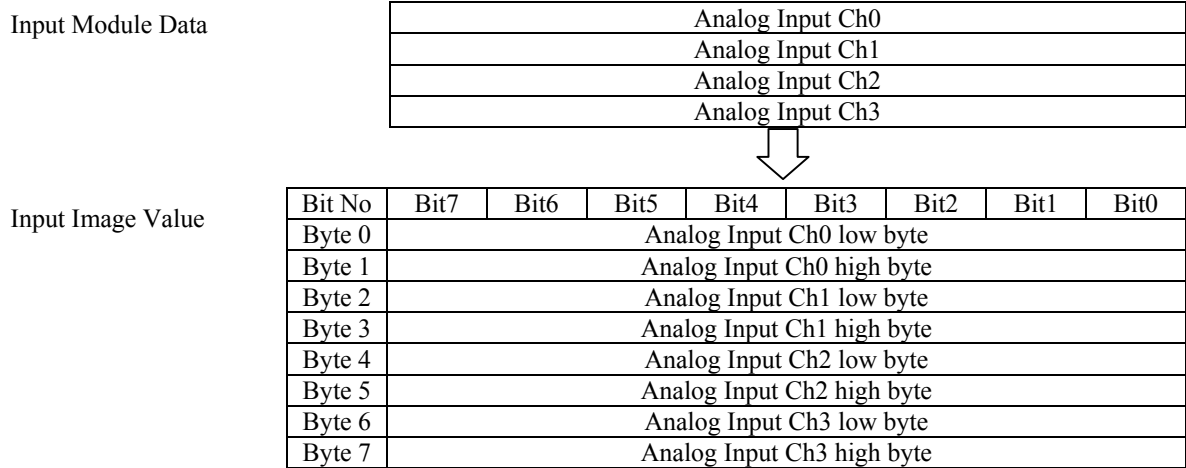 Input Module Data
Analog Input Ch0
Analog Input Ch1
Analog Input Ch2
Analog Input Ch3
Input Image Value
Bit No Bit7 Bit6 Bit5 Bit4 Bit3 Bit2 Bit1 Bit0
Byte 0 Analog Input Ch0 low byte
Byte 1 Analog Input Ch0 high byte
Byte 2 Analog Input Ch1 low byte
Byte 3 Analog Input Ch1 high byte
Byte 4 Analog Input Ch2 low byte
Byte 5 Analog Input Ch2 high byte
Byte 6 Analog Input Ch3 low byte
Byte 7 Analog Input Ch3 high byte